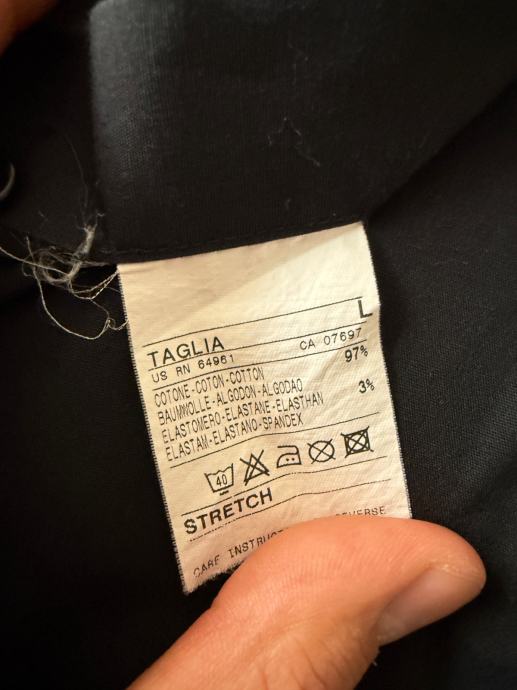 L
TAGLIA
US RN 64961 CA 07697
COTONE-COTON-COTTON 97%
BAUMWOLLE-ALGODON-ALGODAO
ELASTOMERO-ELASTANE-ELASTHAN 3%
ELASTAM-ELASTANO-SPANDEX
40
STRETCH
CARE